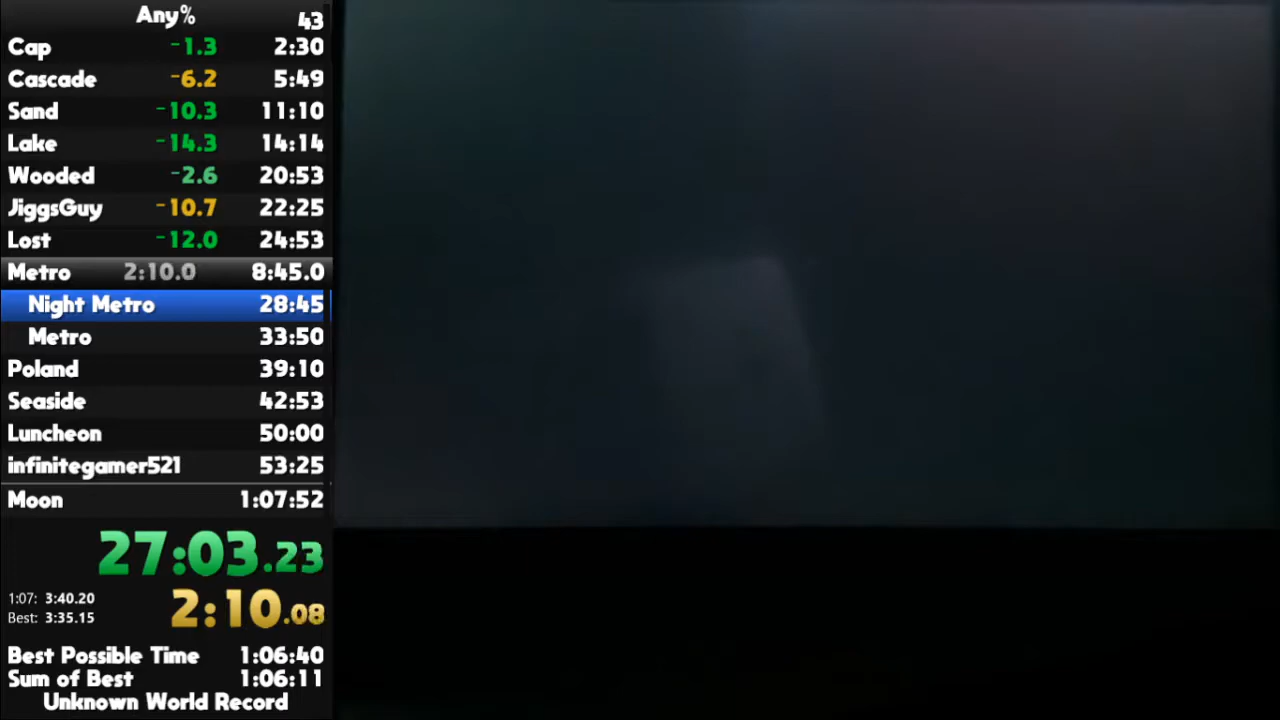 Any% 43
Cap -1.3 2:30
Cascade -6.2 5:49
Sand -10.3 11:10
Lake -14.3 14:14
Wooded -2.6 20:53
JiggsGuy -10.7 22:25
Lost -12.0 24:53
Metro 2:10.0 8:45.0
Night Metro 28:45
Metro 33:50
Poland 39:10
Seaside 42:53
Luncheon 50:00
infinitegamer521 53:25
Moon 1:07:52
27:03.23
1:07: 3:40.20
Best: 3:35.15
2:10.08
Best Possible Time 1:06:40
Sum of Best 1:06:11
Unknown World Record